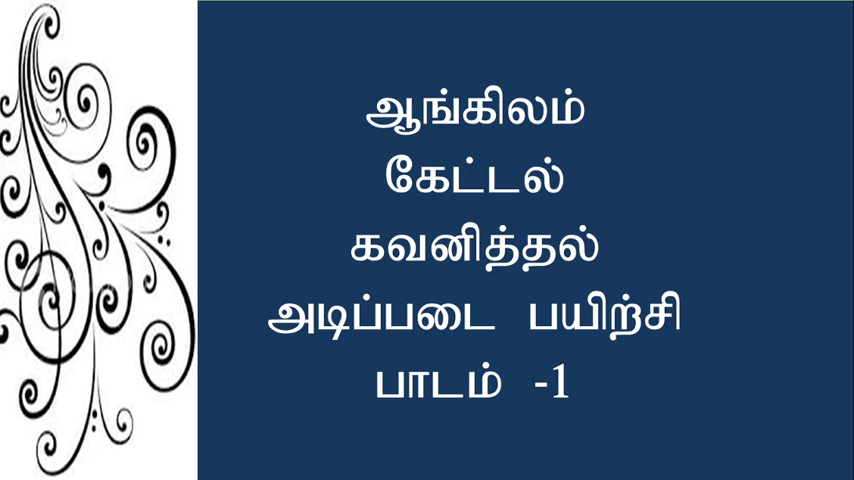 ஆங்கிலம்
கேட்டல்
கவனித்தல்
அடிப்படை பயிற்சி
பாடம் -1